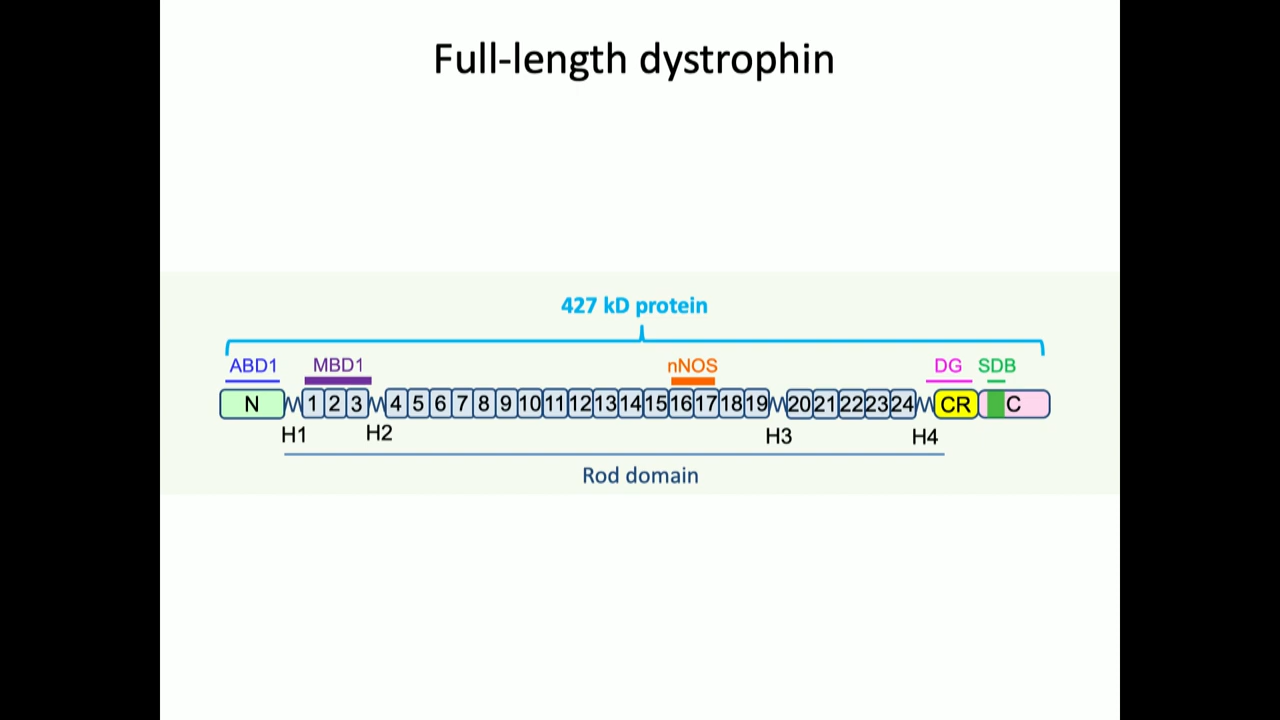 Full-length dystrophin
427 kD protein
ABD1 MBD1 nNOS DG SDB
N 1 2 3 4 5 6 7 8 9 10 11 12 13 14 15 16 17 18 19 20 21 22 23 24 CR C
H1 H2 H3 H4
Rod domain